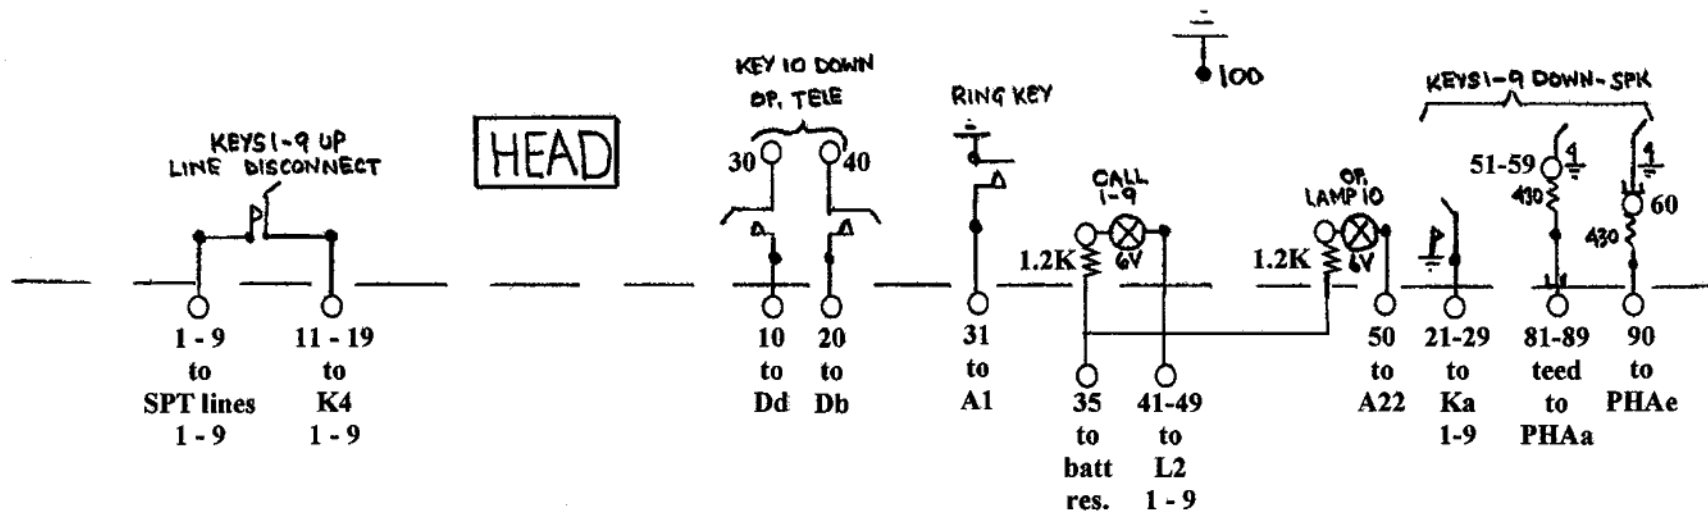 KEYS 1-9 UP
LINE DISCONNECT
1 - 9
to
SPT lines
1 - 9
11 - 19
to
K4
1 - 9
HEAD
KEY 10 DOWN
OP. TELE
30
40
10
to
Dd
20
to
Db
RING KEY
31
to
A1
100
CALL
1-9
1.2K
6V
35
to
batt
res.
41-49
to
L2
1 - 9
OP.
LAMP 10
1.2K
6V
50
to
A22
21-29
to
Ka
1-9
KEYS 1-9 DOWN-SPK
51-59
430
60
430
81-89
teed
to
PHAa
90
to
PHAe